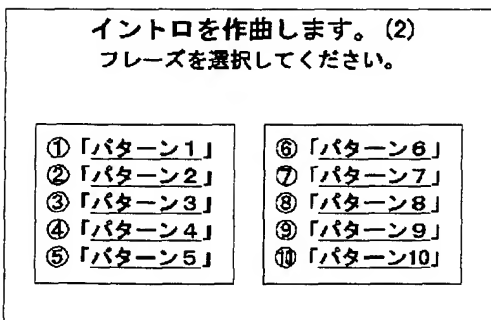 イントロを作曲します。(2)
フレーズを選択してください。
①「パターン1」
②「パターン2」
③「パターン3」
④「パターン4」
⑤「パターン5」
⑥「パターン6」
⑦「パターン7」
⑧「パターン8」
⑨「パターン9」
⑩「パターン10」